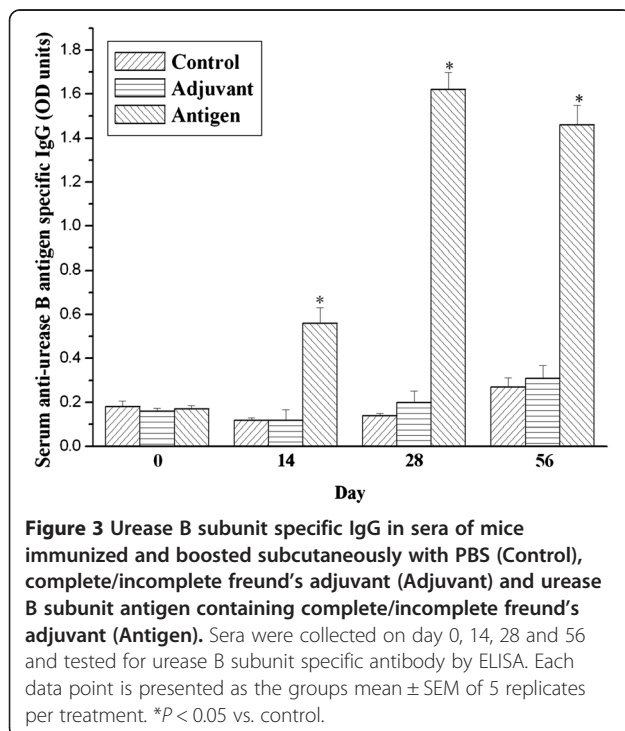 Serum anti-urease B antigen specific IgG (OD units)
1.8
1.6
1.4
1.2
1.0
0.8
0.6
0.4
0.2
0.0
Control
Adjuvant
Antigen
*
*
*
0 14 28 56
Day
Figure 3 Urease B subunit specific IgG in sera of mice
immunized and boosted subcutaneously with PBS (Control),
complete/incomplete freund's adjuvant (Adjuvant) and urease
B subunit antigen containing complete/incomplete freund's
adjuvant (Antigen). Sera were collected on day 0, 14, 28 and 56
and tested for urease B subunit specific antibody by ELISA. Each
data point is presented as the groups mean ± SEM of 5 replicates
per treatment. *P < 0.05 vs. control.